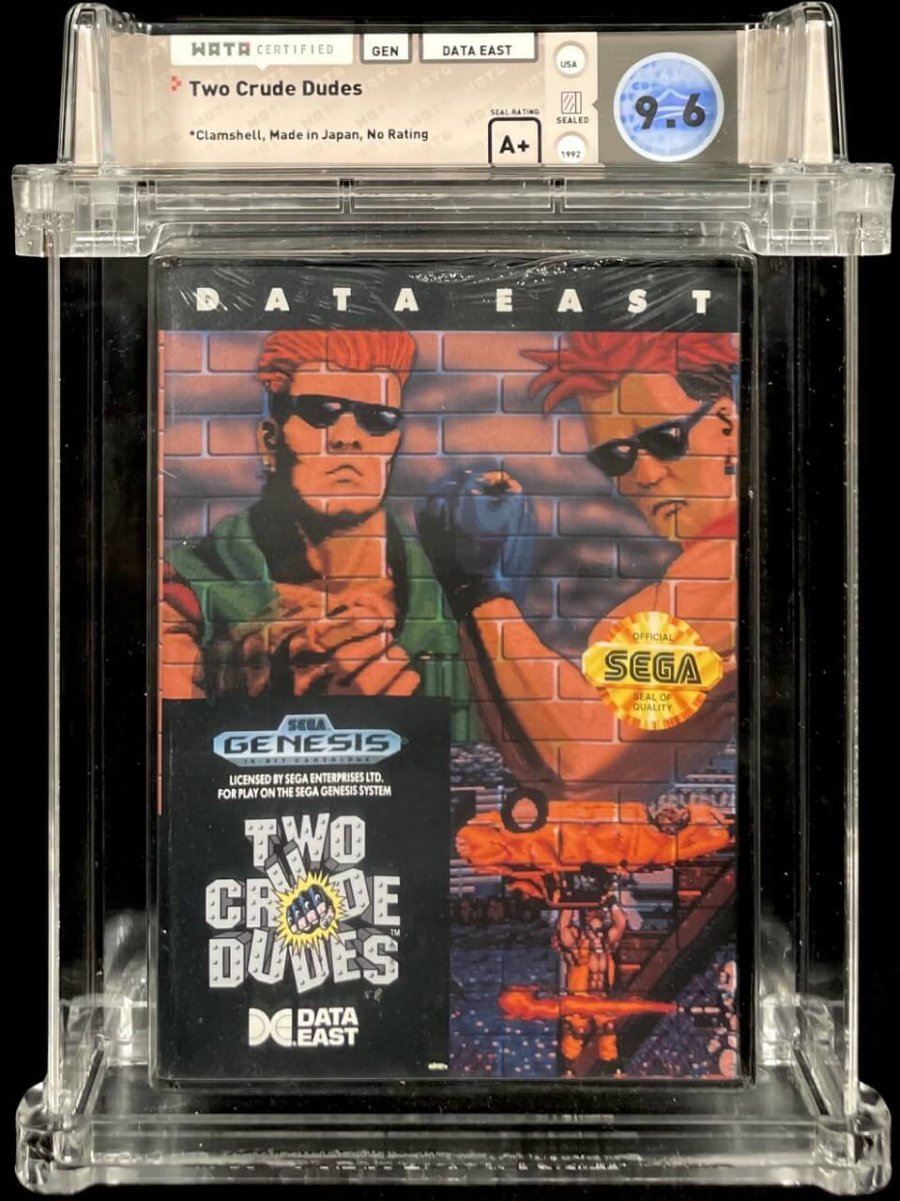 WATA CERTIFIED
GEN
DATA EAST
USA
Two Crude Dudes
9.6
SEALED
SEAL RATING
*Clamshell, Made in Japan, No Rating
A+
1992
DATA EAST
OFFICIAL
SEGA
SEAL OF
QUALITY
SEGA
GENESIS
16-BIT CARTRIDGE
LICENSED BY SEGA ENTERPRISES LTD.
FOR PLAY ON THE SEGA GENESIS SYSTEM
TWO
CRUDE
DUDES™
DATA
EAST